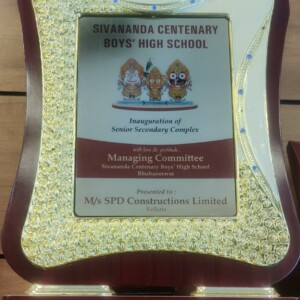 SIVANANDA CENTENARY
BOYS' HIGH SCHOOL
Inauguration of
Senior Secondary Complex
with love & gratitude..
Managing Committee
Sivananda Centenary Boys' High School
Bhubaneswar
Presented to :
M/s SPD Constructions Limited
Kolkata